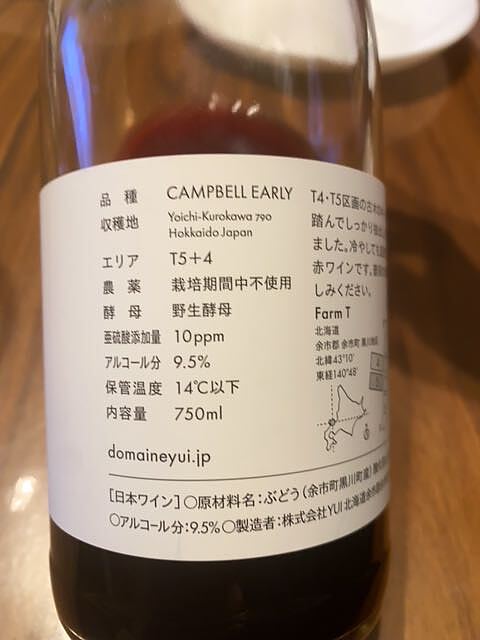 品種 CAMPBELL EARLY
収穫地 Yoichi-Kurokawa 790
Hokkaido Japan
エリア T5+4
農薬 栽培期間中不使用
酵母 野生酵母
亜硫酸添加量 10ppm
アルコール分 9.5%
保管温度 14℃以下
内容量 750ml
domaineyui.jp
T4・T5区画の古木の
踏んでしっかり
ました。冷やしても
赤ワインです。
しみください。
Farm T
北海道
余市郡 余市町 黒川
北緯43°10'
東経140°48'
[日本ワイン]○原材料名:ぶどう(余市町黒川町産)
○アルコール分:9.5%○製造者:株式会社YUI 北海道余市郡余市